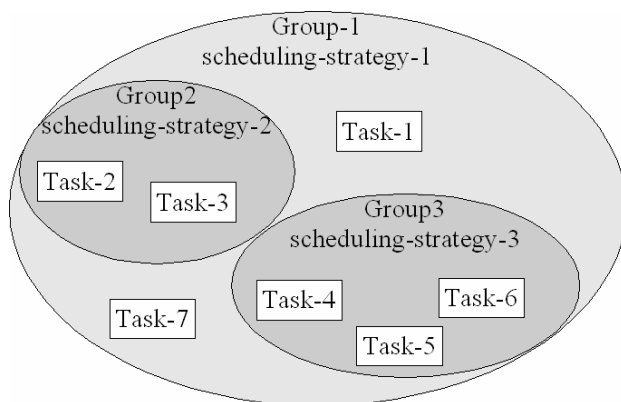 Group-1
scheduling-strategy-1
Group2
scheduling-strategy-2
Task-1
Task-2
Task-3
Group3
scheduling-strategy-3
Task-4
Task-6
Task-7
Task-5